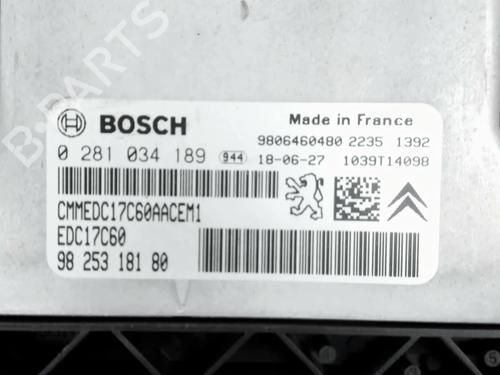 BOSCH
Made in France
9806460480 2235 1392
0 281 034 189 944 18-06-27 1039T14098
CMMEDC17C60AACEM1
EDC17C60
98 253 181 80
B-PARTS